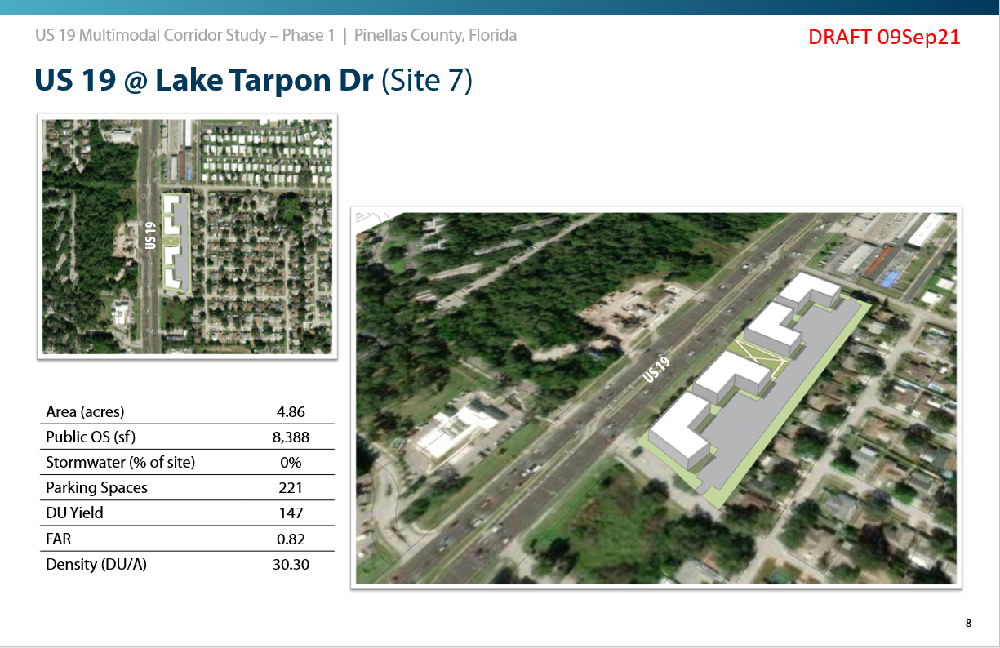 US 19 Multimodal Corridor Study – Phase 1 | Pinellas County, Florida
DRAFT 09Sep21
US 19 @ Lake Tarpon Dr (Site 7)
US 19
US 19
Area (acres) 4.86
Public OS (sf) 8,388
Stormwater (% of site) 0%
Parking Spaces 221
DU Yield 147
FAR 0.82
Density (DU/A) 30.30
8